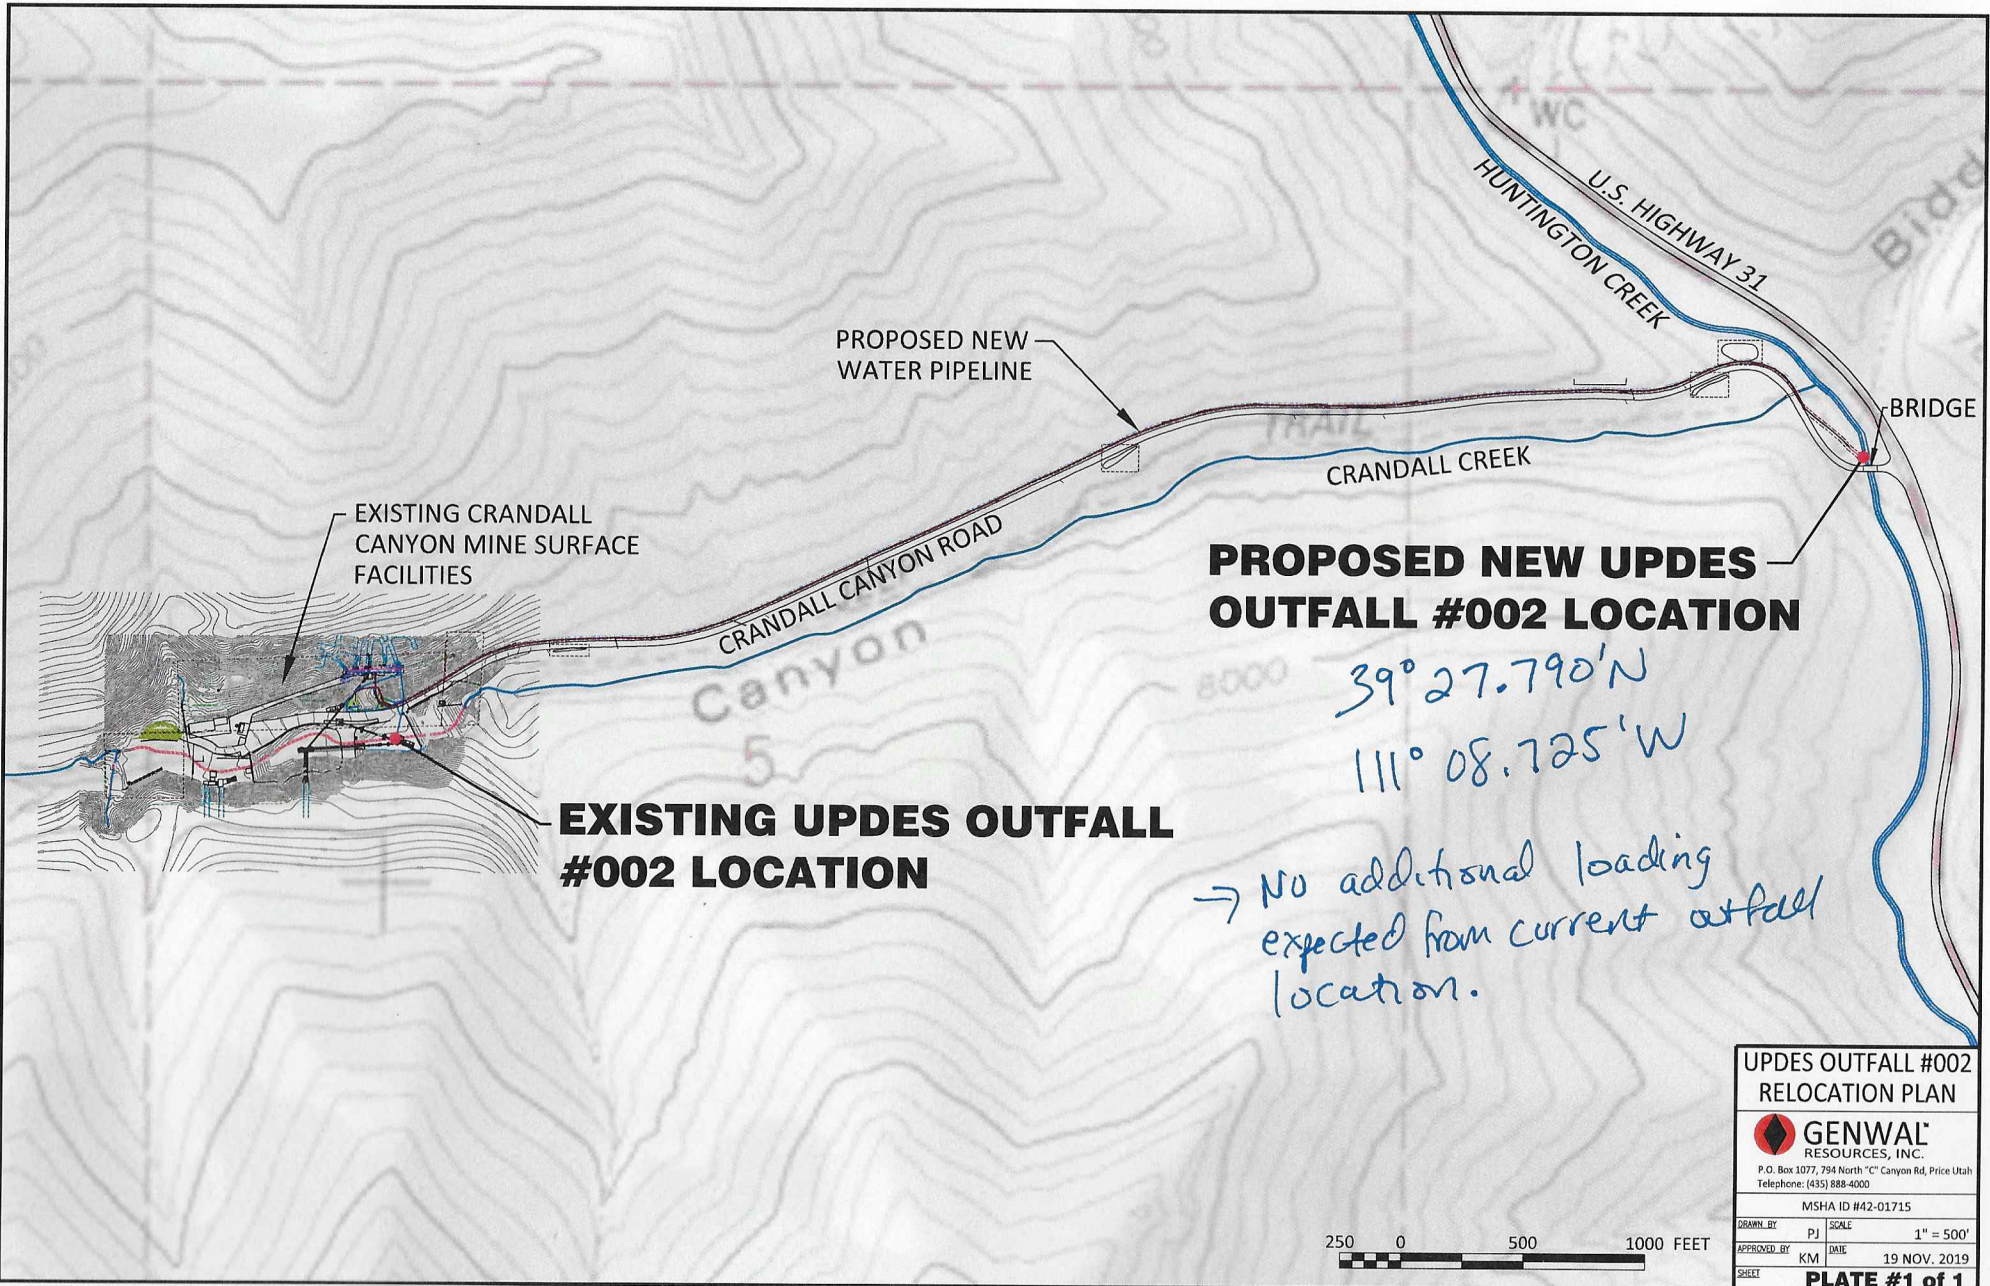 8
WC
HUNTINGTON CREEK
U.S. HIGHWAY 31
Bidd
PROPOSED NEW
WATER PIPELINE
TRAIL
BRIDGE
CRANDALL CREEK
EXISTING CRANDALL
CANYON MINE SURFACE
FACILITIES
CRANDALL CANYON ROAD
PROPOSED NEW UPDES
OUTFALL #002 LOCATION
Canyon
8000
39° 27.790'N
111° 08.725'W
5
EXISTING UPDES OUTFALL
#002 LOCATION
→ No additional loading
expected from current outfall
location.
UPDES OUTFALL #002
RELOCATION PLAN
GENWAL™
RESOURCES, INC.
P.O. Box 1077, 794 North "C" Canyon Rd, Price Utah
Telephone: (435) 888-4000
MSHA ID #42-01715
DRAWN BY PJ SCALE 1" = 500'
APPROVED BY KM DATE 19 NOV. 2019
SHEET PLATE #1 of 1
250 0 500 1000 FEET